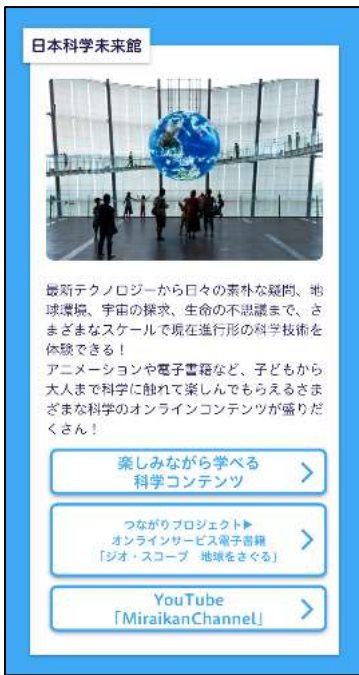 日本科学未来館
最新テクノロジーから日々の素朴な疑問、地
球環境、宇宙の探求、生命の不思議まで、さ
まざまなスケールで現在進行形の科学技術を
体験できる！
アニメーションや電子書籍など、子どもから
大人まで科学に触れて楽しんでもらえるさま
ざまな科学のオンラインコンテンツが盛りだ
くさん！
楽しみながら学べる
科学コンテンツ
つながりプロジェクト▶
オンラインサービス電子書籍
「ジオ・スコープ　地球をさぐる」
YouTube
「MiraikanChannel」